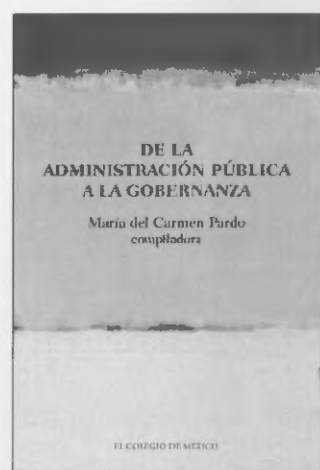 DE LA
ADMINISTRACIÓN PÚBLICA
A LA GOBERNANZA
María del Carmen Pardo
compiladora
EL COLEGIO DE MÉXICO